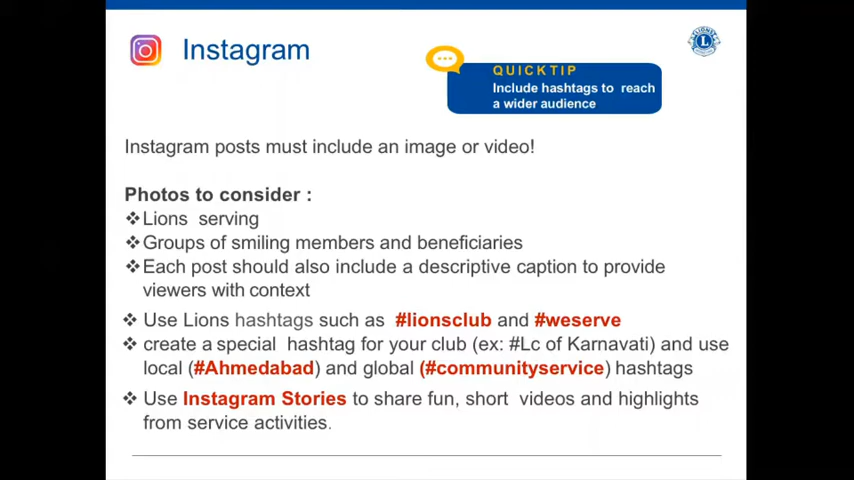 Instagram
QUICKTIP
Include hashtags to reach
a wider audience
Instagram posts must include an image or video!
Photos to consider :
❖Lions serving
❖Groups of smiling members and beneficiaries
❖Each post should also include a descriptive caption to provide
viewers with context
❖ Use Lions hashtags such as #lionsclub and #weserve
❖ create a special hashtag for your club (ex: #Lc of Karnavati) and use
local (#Ahmedabad) and global (#communityservice) hashtags
❖ Use Instagram Stories to share fun, short videos and highlights
from service activities.